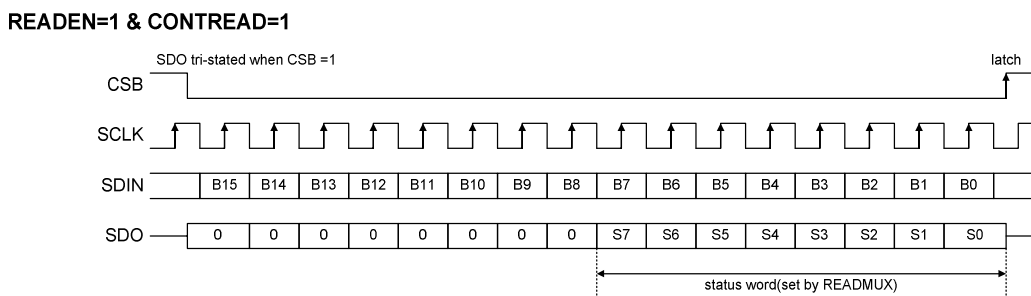 READEN=1 & CONTREAD=1
SDO tri-stated when CSB =1 latch
CSB
SCLK
SDIN B15 B14 B13 B12 B11 B10 B9 B8 B7 B6 B5 B4 B3 B2 B1 B0
SDO 0 0 0 0 0 0 0 0 S7 S6 S5 S4 S3 S2 S1 S0
status word(set by READMUX)